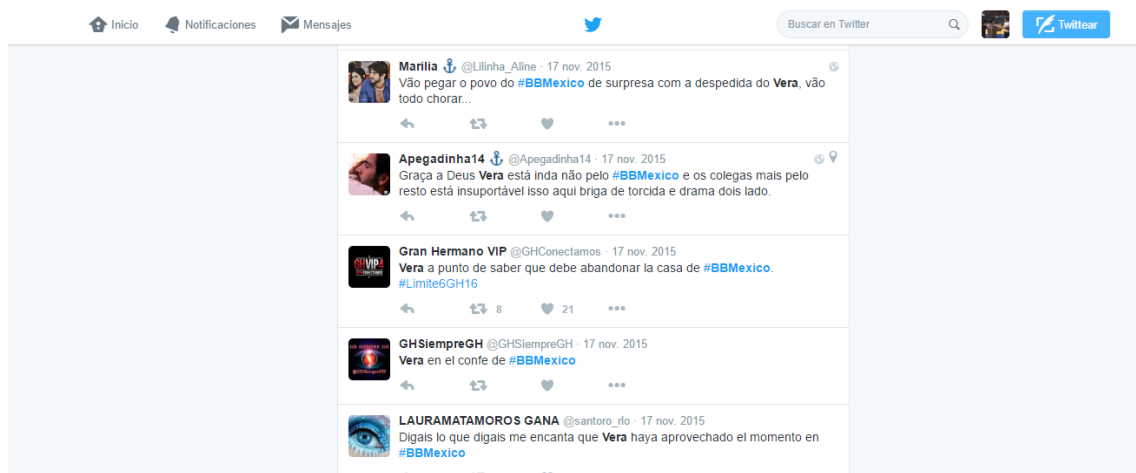 Inicio Notificaciones Mensajes Buscar en Twitter Twittear
Marilia @Lilinha_Aline · 17 nov. 2015
Vão pegar o povo do #BBMexico de surpresa com a despedida do Vera, vão
todo chorar...
Apegadinha14 @Apegadinha14 · 17 nov. 2015
Graça a Deus Vera está inda não pelo #BBMexico e os colegas mais pelo
resto está insuportável isso aqui briga de torcida e drama dois lado.
Gran Hermano VIP @GHConectamos · 17 nov. 2015
Vera a punto de saber que debe abandonar la casa de #BBMexico.
#Limite6GH16
8 21
GHSiempreGH @GHSiempreGH · 17 nov. 2015
Vera en el confe de #BBMexico
LAURAMATAMOROS GANA @santoro_rlo · 17 nov. 2015
Digais lo que digais me encanta que Vera haya aprovechado el momento en
#BBMexico